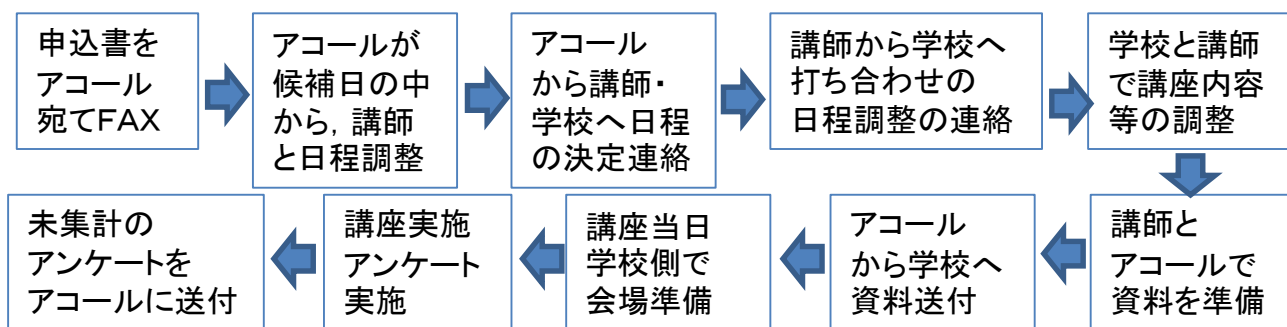 申込書を
アコール
宛てFAX
アコールが
候補日の中
から，講師
と日程調整
アコール
から講師・
学校へ日程
の決定連絡
講師から学校へ
打ち合わせの
日程調整の連絡
学校と講師
で講座内容
等の調整
講師と
アコールで
資料を準備
アコール
から学校へ
資料送付
講座当日
学校側で
会場準備
講座実施
アンケート
実施
未集計の
アンケートを
アコールに送付